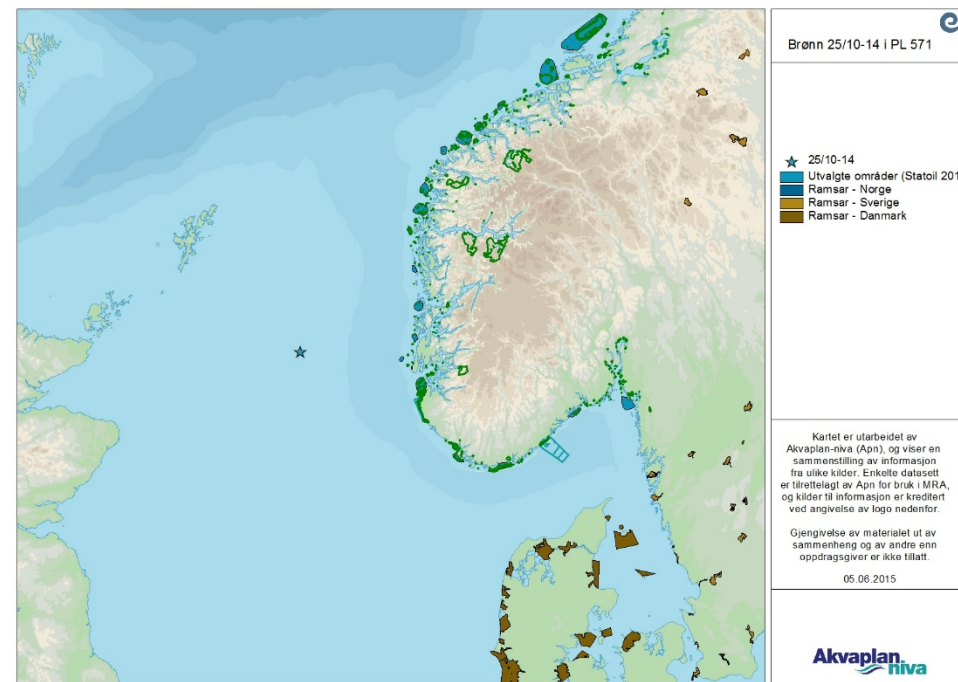 Brønn 25/10-14 i PL 571
25/10-14
Utvalgte områder (Statoil 201
Ramsar - Norge
Ramsar - Sverige
Ramsar - Danmark
Kartet er utarbeidet av
Akvaplan-niva (Apn), og viser en
sammenstilling av informasjon
fra ulike kilder. Enkelte datasett
er tilrettelagt av Apn for bruk i MRA,
og kilder til informasjon er kreditert
ved angivelse av logo nedenfor.
Gjengivelse av materialet ut av
sammenheng og av andre enn
oppdragsgiver er ikke tillatt.
05.06.2015
Akvaplan
niva